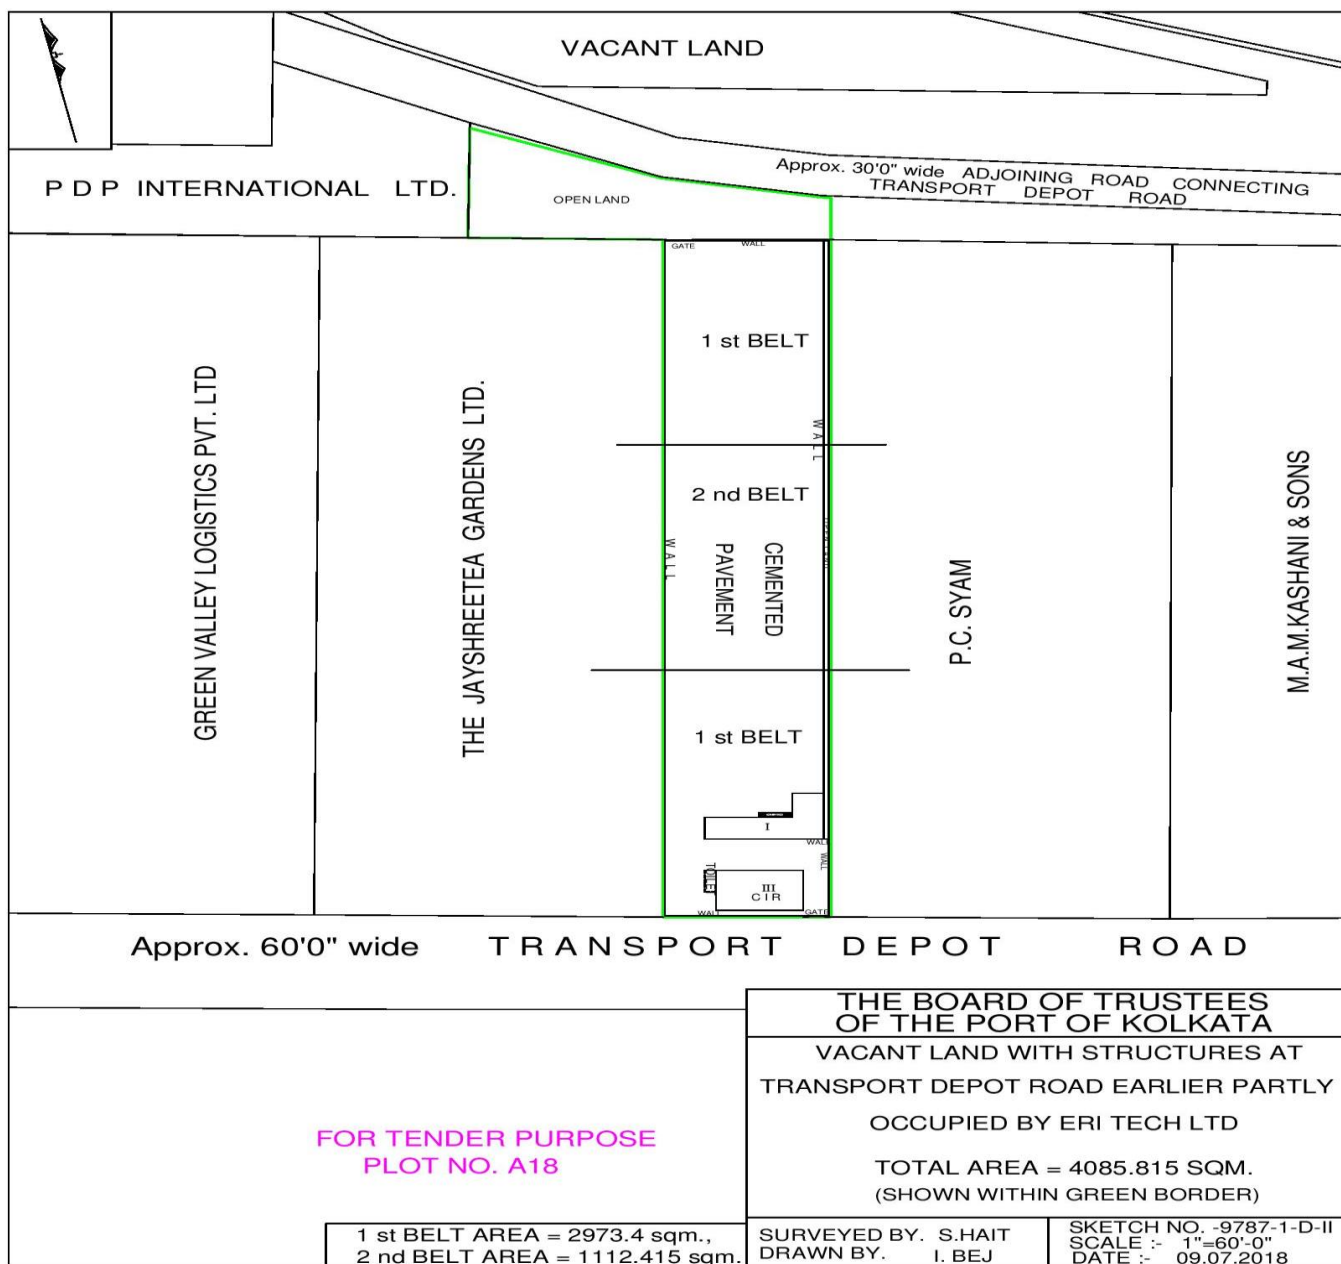 VACANT LAND
Approx. 30'0" wide ADJOINING ROAD CONNECTING
TRANSPORT DEPOT ROAD
P D P INTERNATIONAL LTD.
OPEN LAND
GATE
WALL
1 st BELT
WALL
2 nd BELT
GREEN VALLEY LOGISTICS PVT. LTD
THE JAYSHREETEA GARDENS LTD.
WALL
CEMENTED
PAVEMENT
OPEN LAND
P.C. SYAM
M.A.M.KASHANI & SONS
1 st BELT
I
WALL
WALL
TOILET
III
C I R
WALL
GATE
Approx. 60'0" wide TRANSPORT DEPOT ROAD
THE BOARD OF TRUSTEES
OF THE PORT OF KOLKATA
VACANT LAND WITH STRUCTURES AT
TRANSPORT DEPOT ROAD EARLIER PARTLY
OCCUPIED BY ERI TECH LTD
TOTAL AREA = 4085.815 SQM.
(SHOWN WITHIN GREEN BORDER)
FOR TENDER PURPOSE
PLOT NO. A18
1 st BELT AREA = 2973.4 sqm.,
2 nd BELT AREA = 1112.415 sqm.
SURVEYED BY. S.HAIT
DRAWN BY. I. BEJ
SKETCH NO. -9787-1-D-II
SCALE :- 1"=60'-0"
DATE :- 09.07.2018